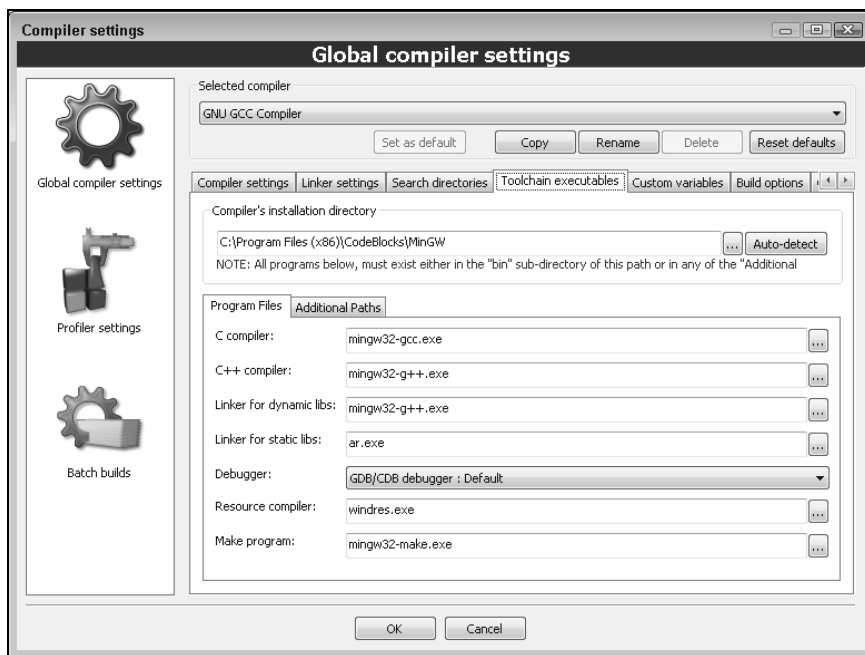 Compiler settings
Global compiler settings
Selected compiler
GNU GCC Compiler
Set as default Copy Rename Delete Reset defaults
Global compiler settings
Compiler settings Linker settings Search directories Toolchain executables Custom variables Build options
Compiler's installation directory
C:\Program Files (x86)\CodeBlocks\MinGW ... Auto-detect
NOTE: All programs below, must exist either in the "bin" sub-directory of this path or in any of the "Additional
Profiler settings
Program Files Additional Paths
C compiler: mingw32-gcc.exe ...
C++ compiler: mingw32-g++.exe ...
Linker for dynamic libs: mingw32-g++.exe ...
Linker for static libs: ar.exe ...
Batch builds
Debugger: GDB/CDB debugger : Default
Resource compiler: windres.exe ...
Make program: mingw32-make.exe ...
OK Cancel